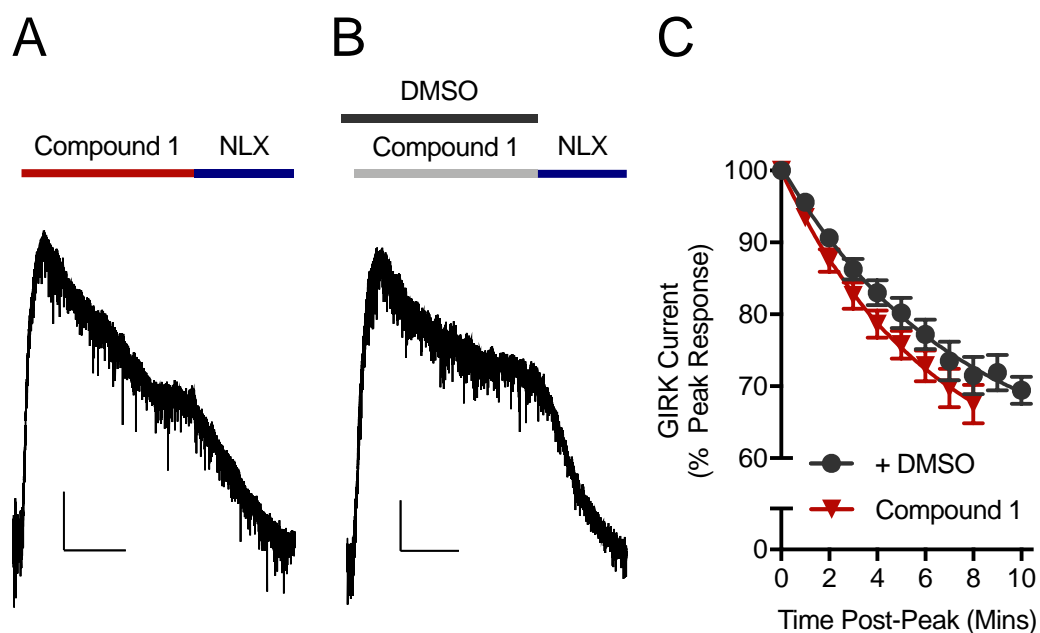 A
B
C
DMSO
Compound 1
NLX
Compound 1
NLX
GIRK Current
(% Peak Response)
100
90
80
70
60
0
+ DMSO
Compound 1
0
2
4
6
8
10
Time Post-Peak (Mins)